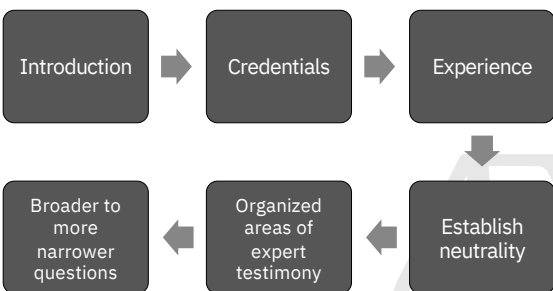 Introduction
Credentials
Experience
Establish
neutrality
Organized
areas of
expert
testimony
Broader to
more
narrower
questions